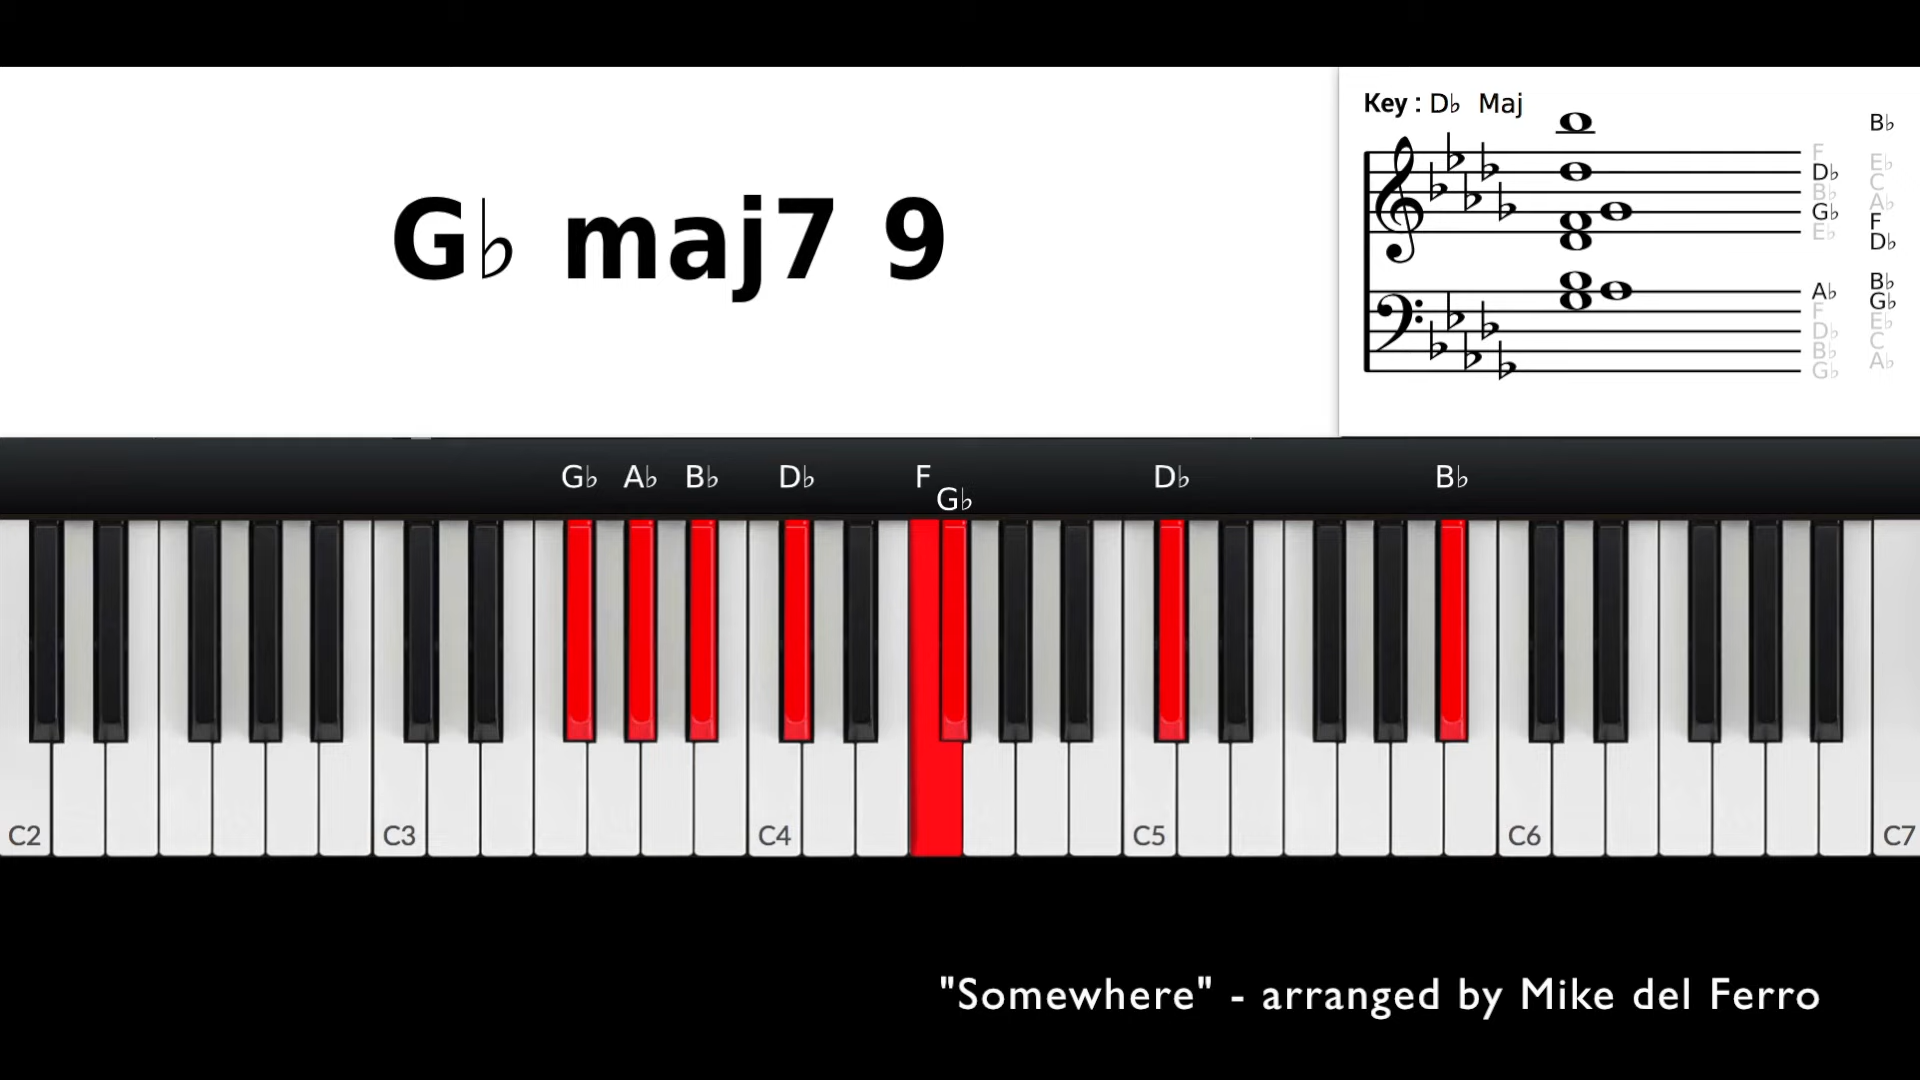 Key : D♭ Maj
B♭
F
E♭
D♭
C
B♭
A♭
G♭
F
E♭
D♭
B♭
A♭
G♭
F
E♭
D♭
C
B♭
A♭
G♭
G♭ maj7 9
G♭ A♭ B♭ D♭ F G♭ D♭ B♭
C2 C3 C4 C5 C6 C7
"Somewhere" - arranged by Mike del Ferro